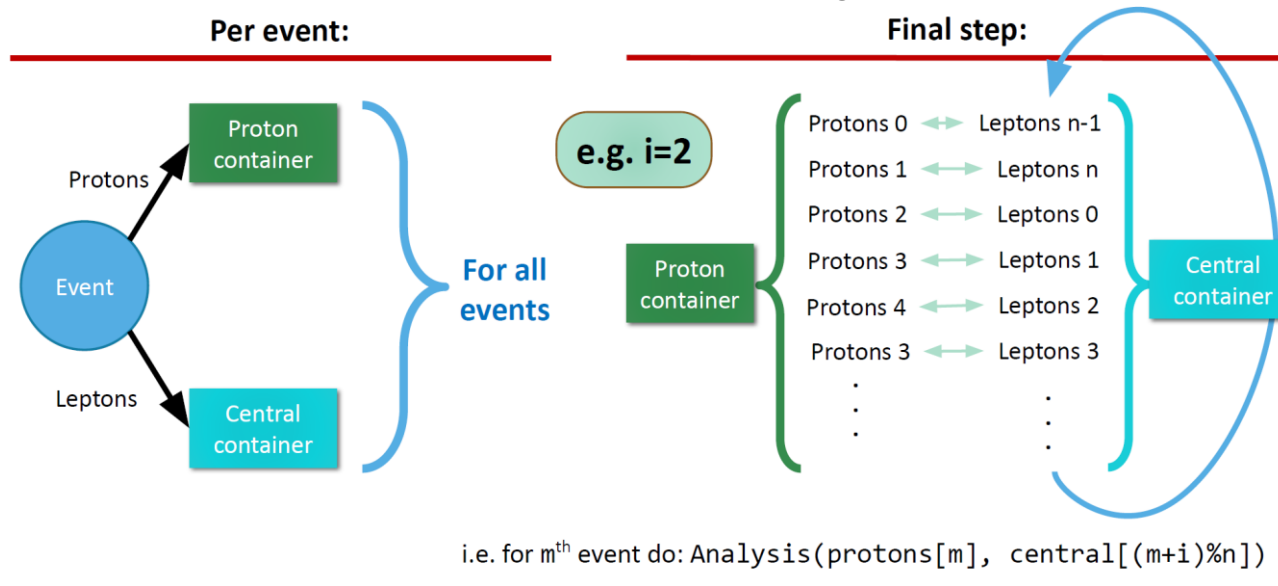 Per event:
Proton
container
Protons
Event
Leptons
Central
container
For all
events
Final step:
e.g. i=2
Proton
container
Protons 0 Leptons n-1
Protons 1 Leptons n
Protons 2 Leptons 0
Protons 3 Leptons 1
Protons 4 Leptons 2
Protons 3 Leptons 3
Central
container
i.e. for mth event do: Analysis(protons[m], central[(m+i)%n])